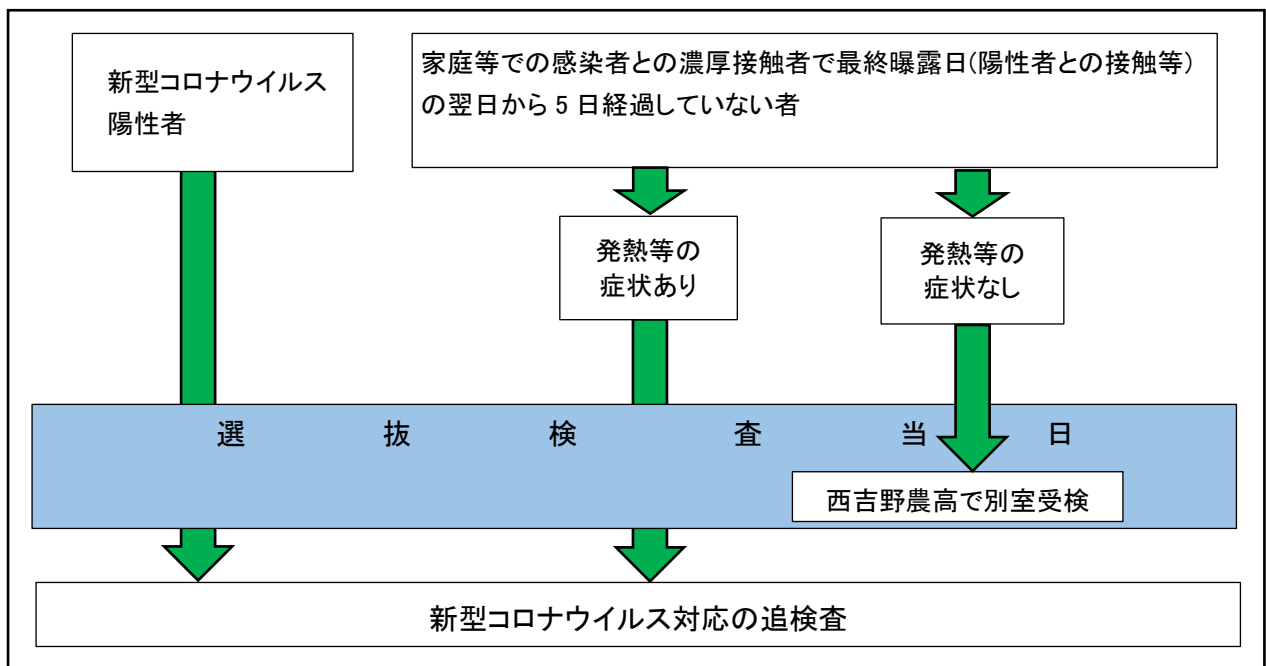 新型コロナウイルス
陽性者
家庭等での感染者との濃厚接触者で最終曝露日(陽性者との接触等)
の翌日から 5 日経過していない者
発熱等の
症状あり
発熱等の
症状なし
選抜検査当日
西吉野農高で別室受検
新型コロナウイルス対応の追検査